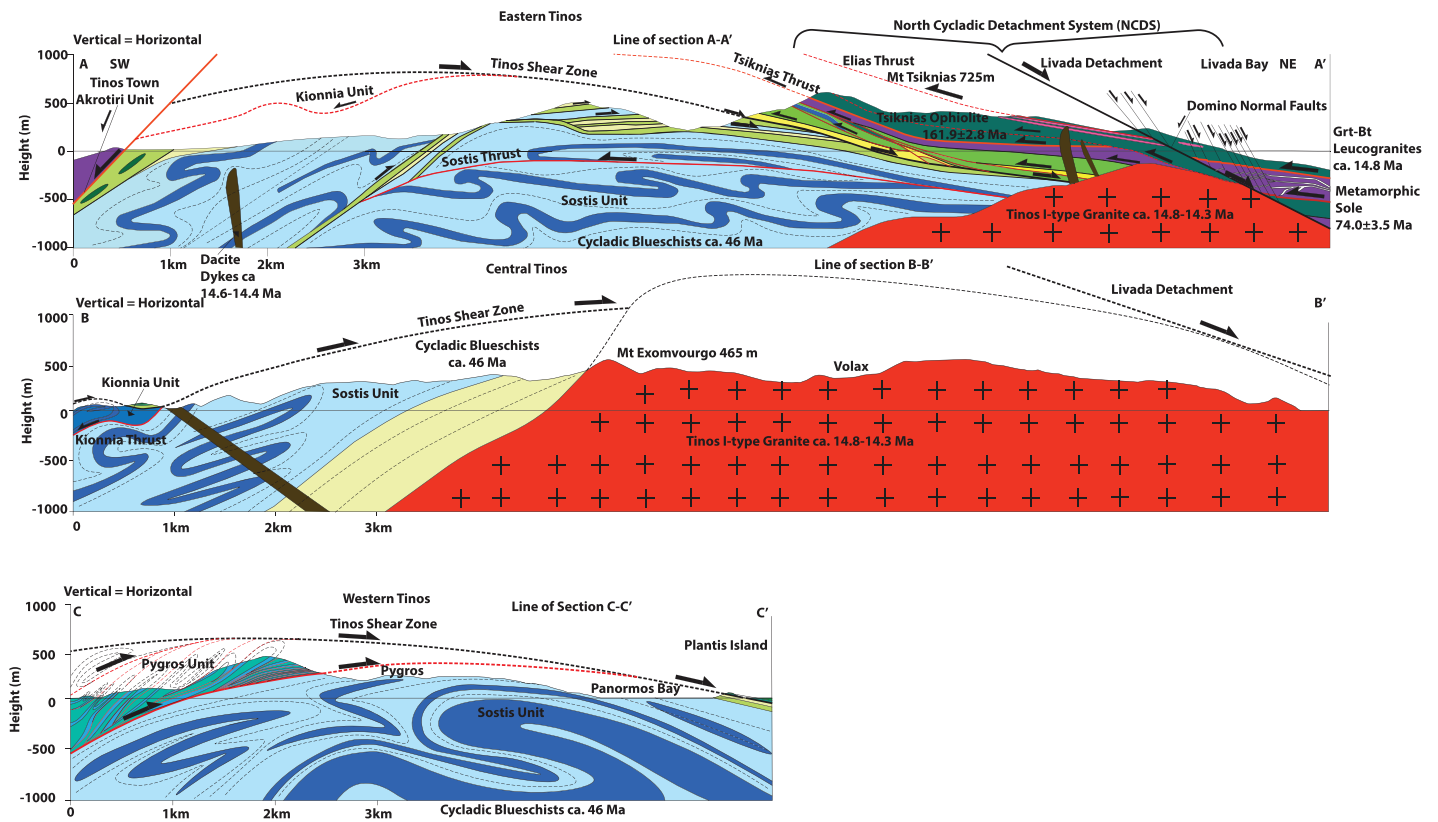 Eastern Tinos
North Cycladic Detachment System (NCDS)
Vertical = Horizontal
Line of section A-A’
A SW
Tinos Town
Akrotiri Unit
Kionnia Unit
Tinos Shear Zone
Tsiknias Thrust
Elias Thrust
Mt Tsiknias 725m
Livada Detachment
Livada Bay NE A’
Domino Normal Faults
Tsiknias Ophiolite
161.9±2.8 Ma
Grt-Bt
Leucogranites
ca. 14.8 Ma
Metamorphic
Sole
74.0±3.5 Ma
Sostis Thrust
Sostis Unit
Tinos I-type Granite ca. 14.8-14.3 Ma
Cycladic Blueschists ca. 46 Ma
Height (m)
1000
500
0
-500
-1000
0 1km 2km 3km
Dacite
Dykes ca
14.6-14.4 Ma
Central Tinos
Line of section B-B’
Vertical = Horizontal
B
B’
Tinos Shear Zone
Livada Detachment
Cycladic Blueschists
ca. 46 Ma
Mt Exomvourgo 465 m
Volax
Kionnia Unit
Sostis Unit
Kionnia Thrust
Tinos I-type Granite ca. 14.8-14.3 Ma
Height (m)
1000
500
0
-500
-1000
0 1km 2km 3km
Vertical = Horizontal
Western Tinos
Line of Section C-C’
C
C’
Tinos Shear Zone
Plantis Island
Pygros Unit
Pygros
Panormos Bay
Sostis Unit
Height (m)
1000
500
0
-500
-1000
0 1km 2km 3km
Cycladic Blueschists ca. 46 Ma